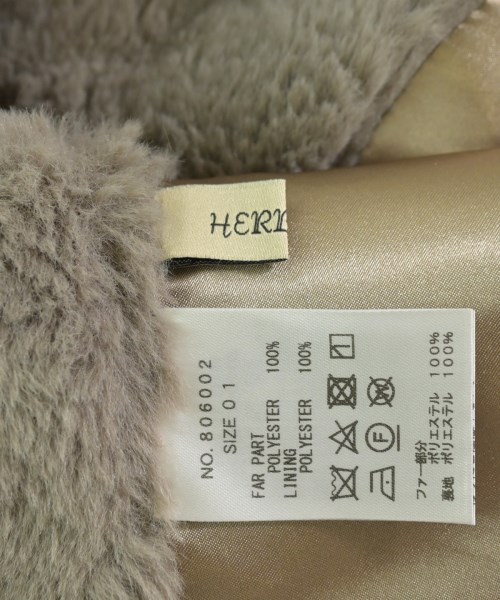 HER
NO. 806002
SIZE 01
FAR PART
POLYESTER 100%
LINING
POLYESTER 100%
F
ファー部分
ポリエステル 100%
裏地 ポリエステル 100%